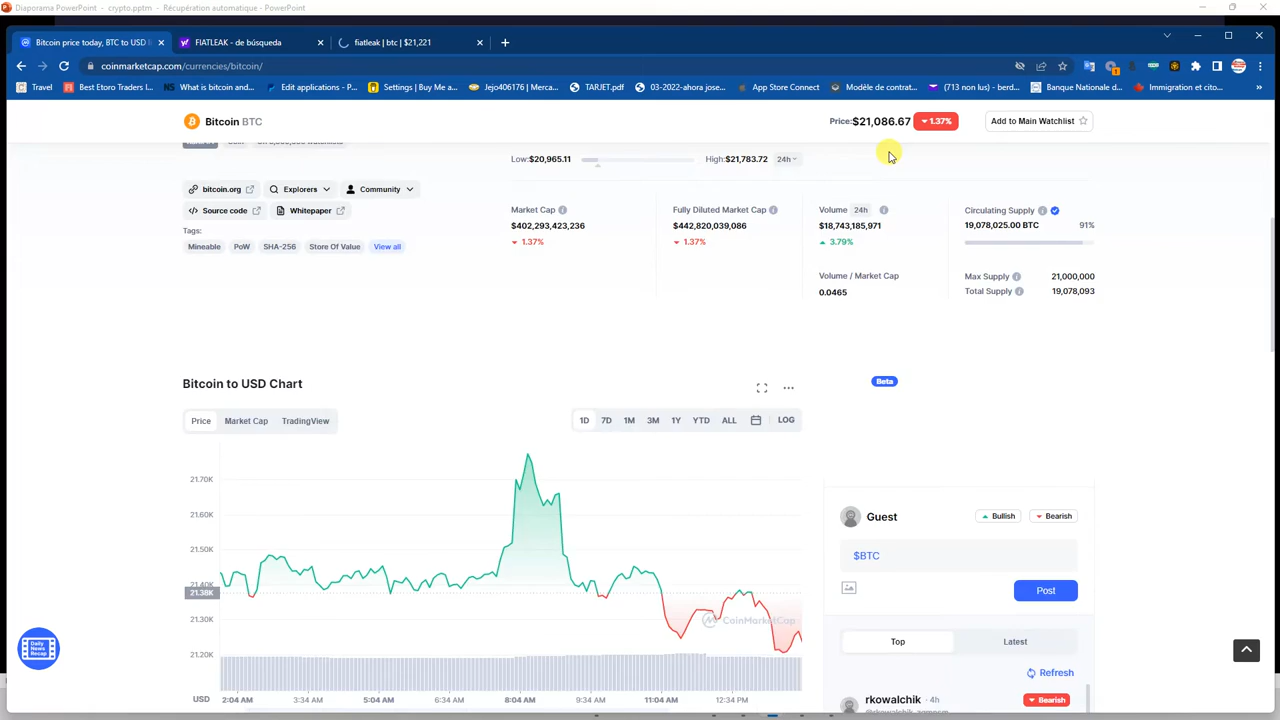 Diaporama PowerPoint - crypto.pptm - Récupération automatique - PowerPoint
Bitcoin price today, BTC to USD
FIATLEAK - de búsqueda
fiatleak | btc | $21,221
coinmarketcap.com/currencies/bitcoin/
Travel
Best Etoro Traders I...
What is bitcoin and...
Edit applications - P...
Settings | Buy Me a...
Jejo406176 | Merca...
TARJET.pdf
03-2022-ahora jose...
App Store Connect
Modèle de contrat...
(713 non lus) - berd...
Banque Nationale d...
Immigration et cito...
»
Bitcoin BTC
Price: $21,086.67
1.37%
Add to Main Watchlist
Low: $20,965.11
High: $21,783.72
24h
bitcoin.org
Explorers
Community
Source code
Whitepaper
Tags:
Mineable
PoW
SHA-256
Store Of Value
View all
Market Cap
$402,293,423,236
1.37%
Fully Diluted Market Cap
$442,820,039,086
1.37%
Volume 24h
$18,743,185,971
3.79%
Volume / Market Cap
0.0465
Circulating Supply
19,078,025.00 BTC
91%
Max Supply
21,000,000
Total Supply
19,078,093
Bitcoin to USD Chart
Beta
Price
Market Cap
TradingView
1D
7D
1M
3M
1Y
YTD
ALL
LOG
21.70K
21.60K
21.50K
21.40K
21.38K
21.30K
21.20K
CoinMarketCap
USD
2:04 AM
3:34 AM
5:04 AM
6:34 AM
8:04 AM
9:34 AM
11:04 AM
12:34 PM
Guest
Bullish
Bearish
$BTC
Post
Top
Latest
Refresh
rkowalchik · 4h
Bearish
Daily
News
Recap